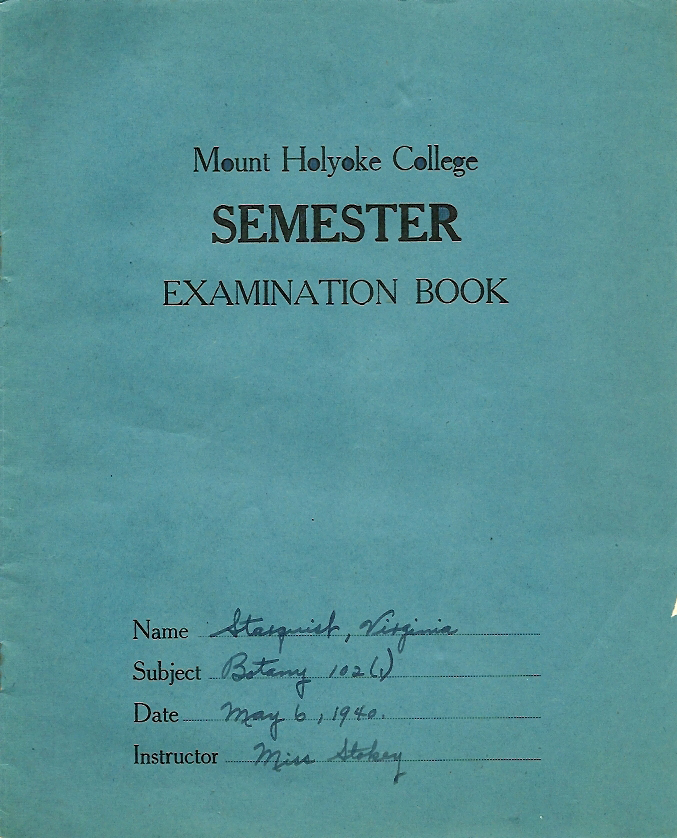 Mount Holyoke College
SEMESTER
EXAMINATION BOOK
Name Starquist, Virginia
Subject Botany 102(1)
Date May 6, 1940.
Instructor Miss Stokey